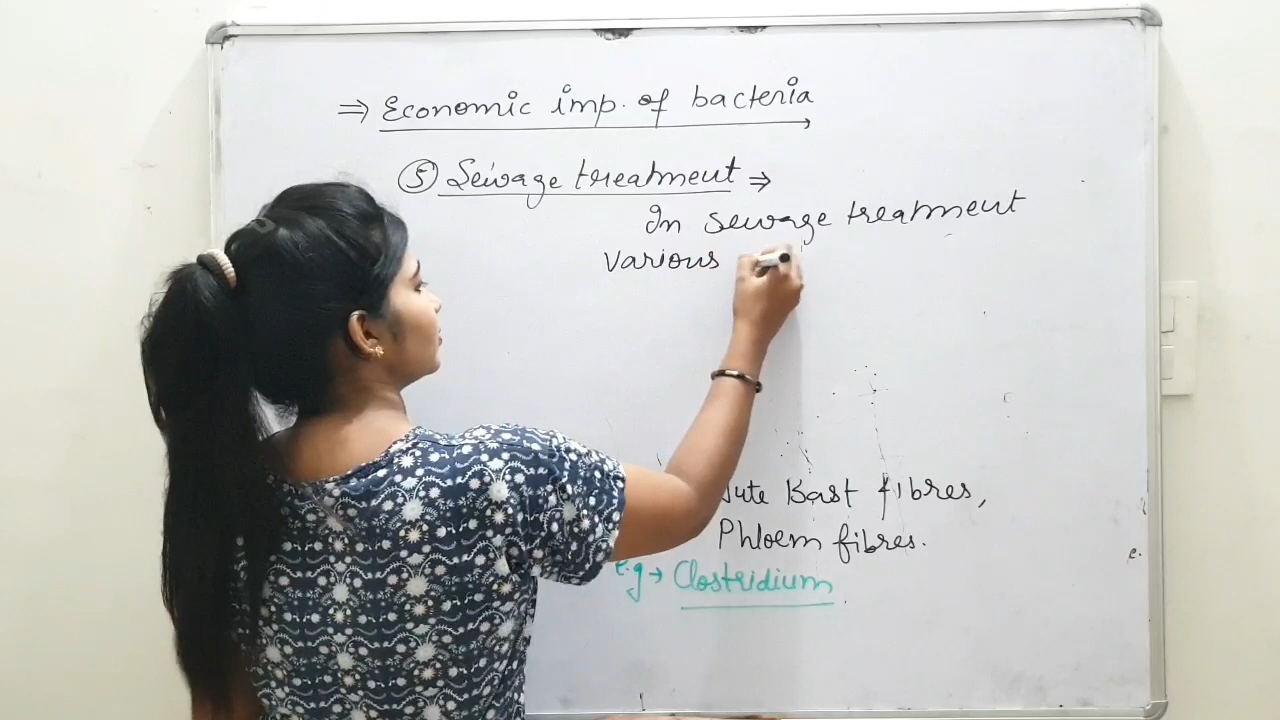 ⇒ Economic imp. of bacteria
⑤ Sewage treatment ⇒
In sewage treatment
various
Jute Bast fibres,
Phloem fibres.
e.g → Clostridium